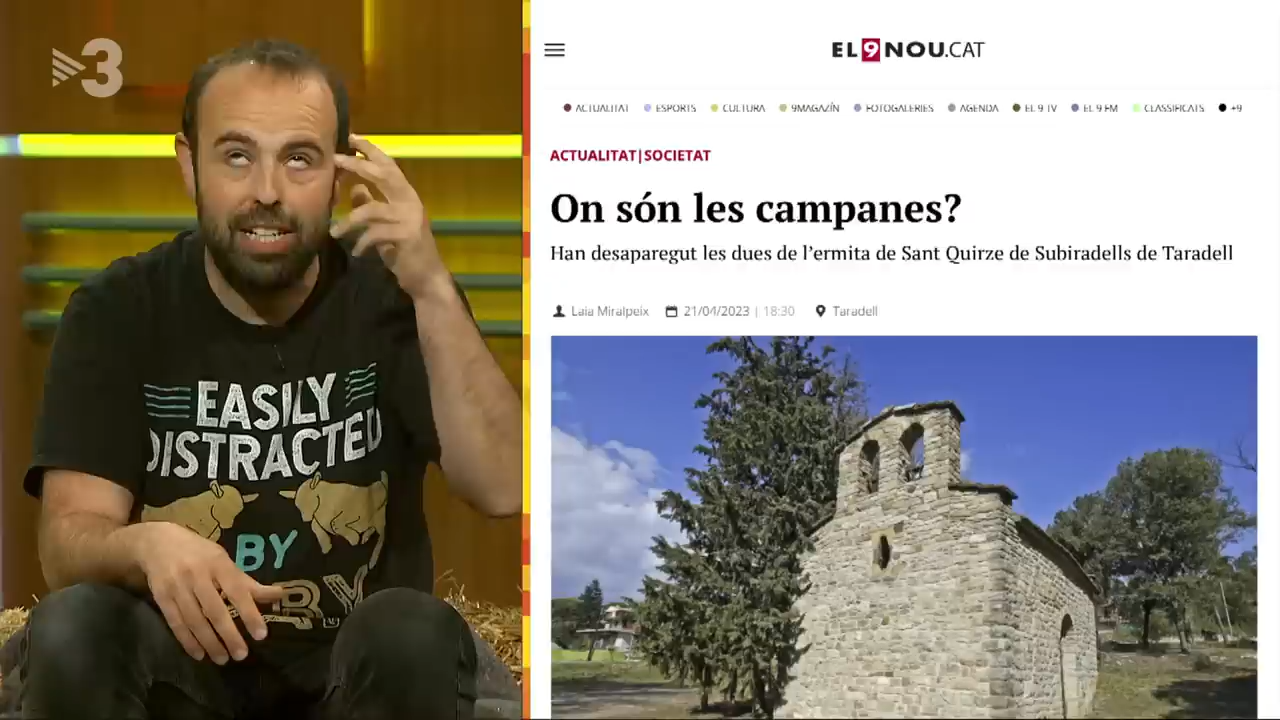 3
EASILY
DISTRACTED
BY
EL9NOU.CAT
ACTUALITAT
ESPORTS
CULTURA
9MAGAZÍN
FOTOGALERIES
AGENDA
EL 9 TV
EL 9 FM
CLASSIFICATS
+9
ACTUALITAT|SOCIETAT
On són les campanes?
Han desaparegut les dues de l'ermita de Sant Quirze de Subiradells de Taradell
Laia Miralpeix 21/04/2023 | 18:30 Taradell